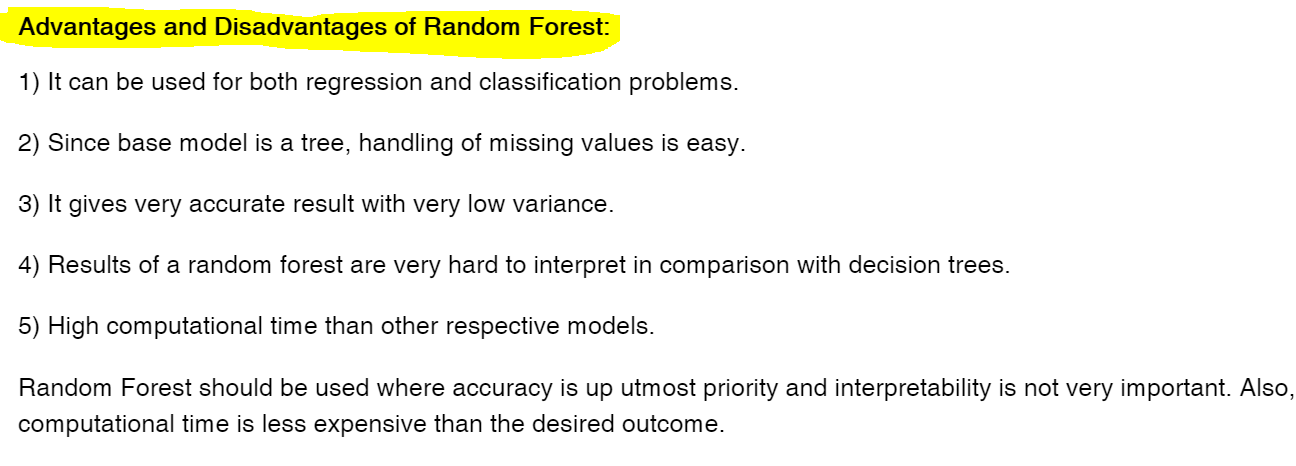 Advantages and Disadvantages of Random Forest:
1) It can be used for both regression and classification problems.
2) Since base model is a tree, handling of missing values is easy.
3) It gives very accurate result with very low variance.
4) Results of a random forest are very hard to interpret in comparison with decision trees.
5) High computational time than other respective models.
Random Forest should be used where accuracy is up utmost priority and interpretability is not very important. Also,
computational time is less expensive than the desired outcome.